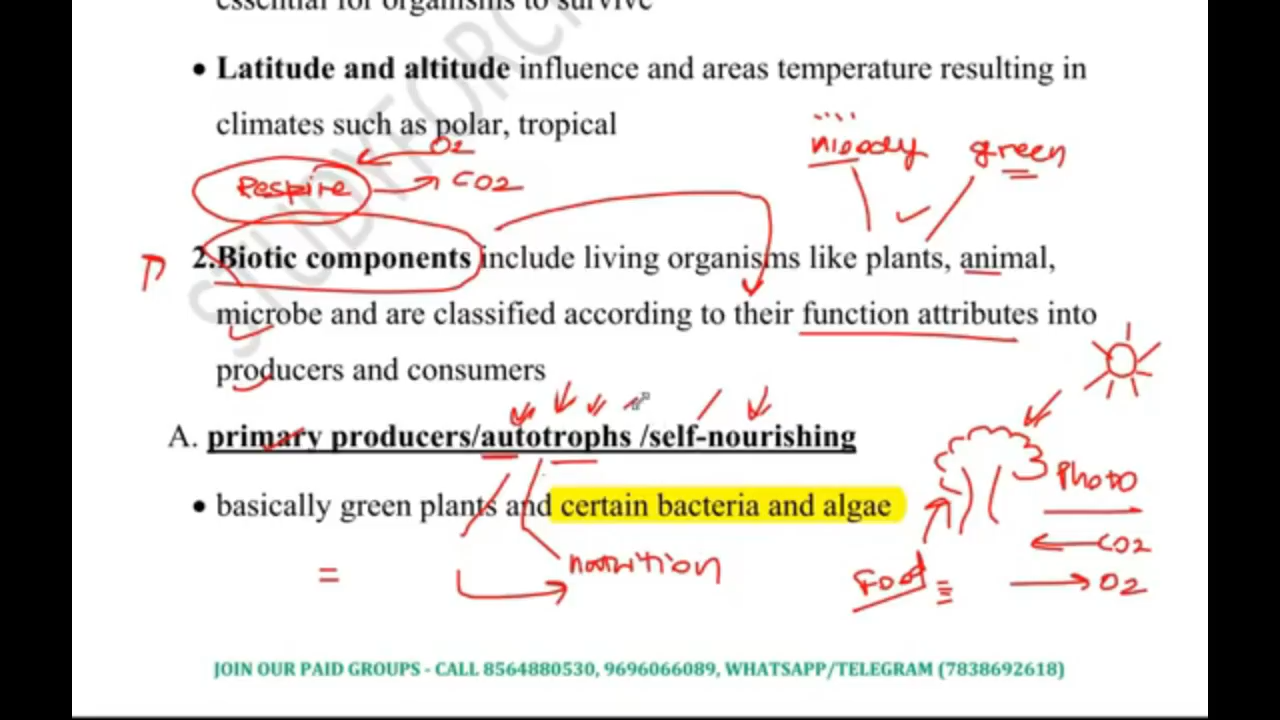 essential for organisms to survive
• Latitude and altitude influence and areas temperature resulting in
climates such as polar, tropical
O2
Respire
CO2
woody green
2.Biotic components include living organisms like plants, animal,
microbe and are classified according to their function attributes into
producers and consumers
A. primary producers/autotrophs /self-nourishing
Photo
• basically green plants and certain bacteria and algae
CO2
nutrition
Food
O2
=
JOIN OUR PAID GROUPS - CALL 8564880530, 9696066089, WHATSAPP/TELEGRAM (7838692618)